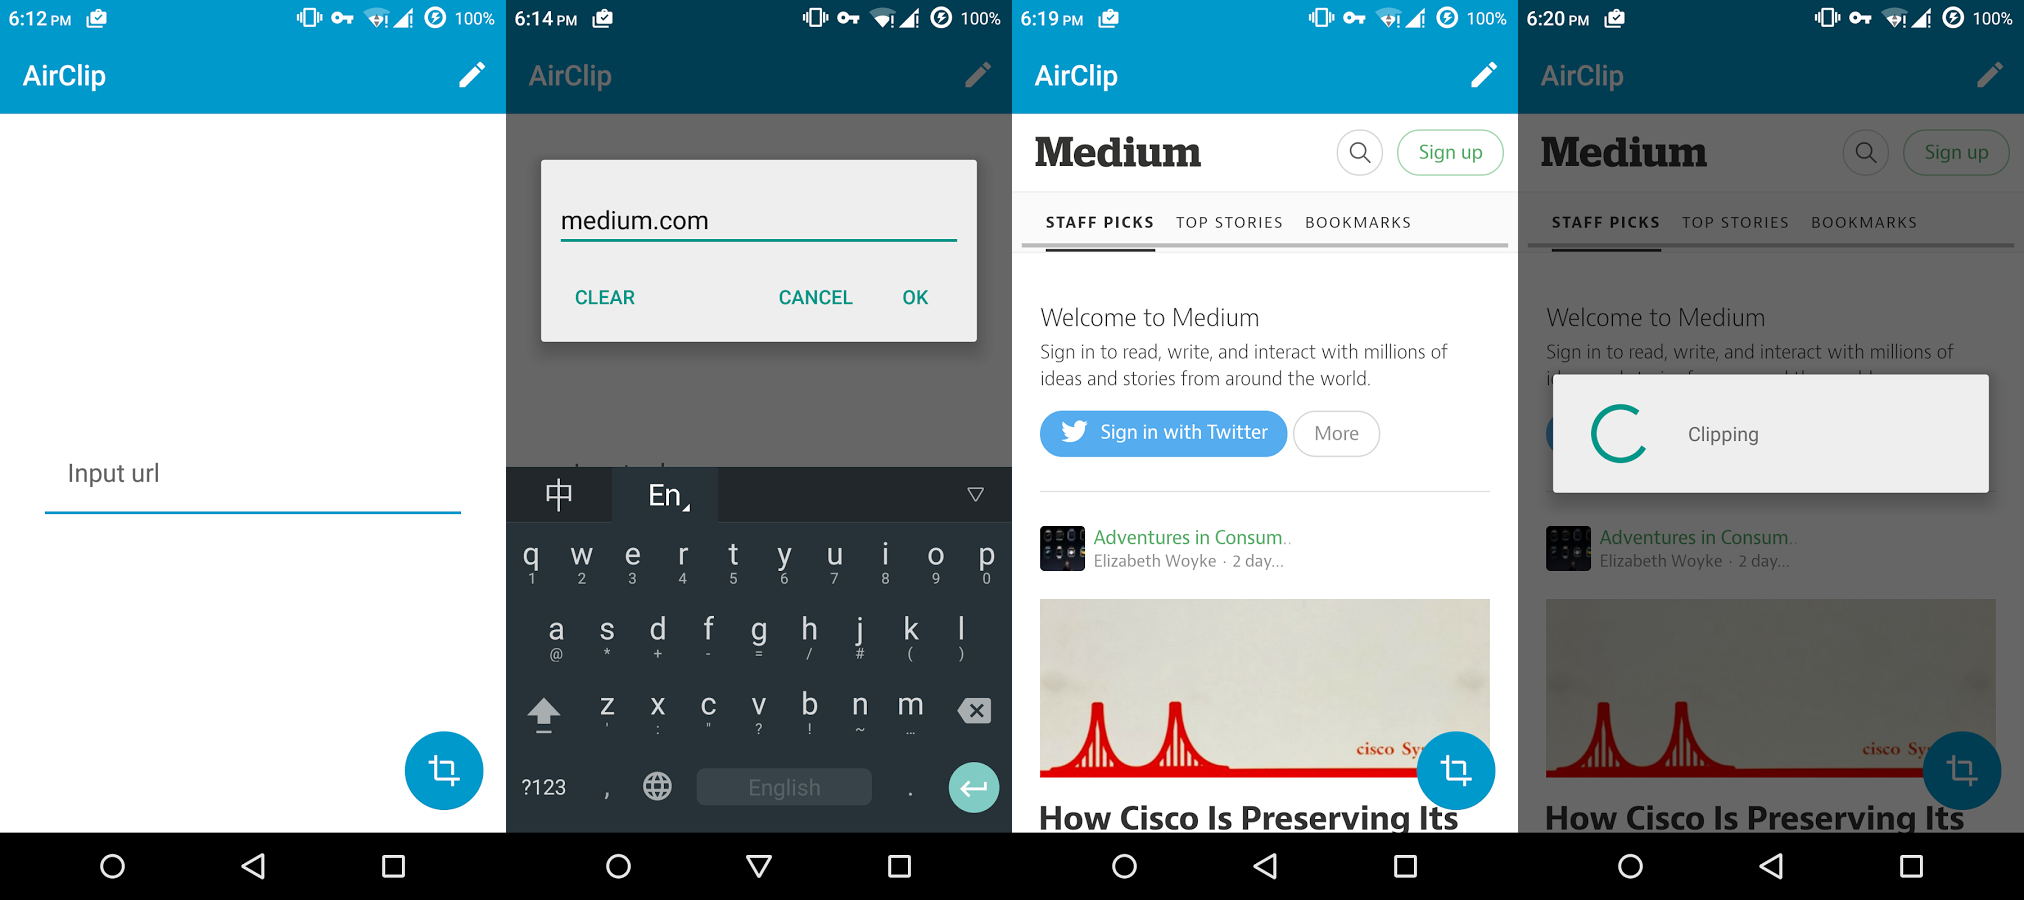 6:12 PM 100%
AirClip
Input url
6:14 PM 100%
AirClip
medium.com
CLEAR CANCEL OK
中 En
q w e r t y u i o p
1 2 3 4 5 6 7 8 9 0
a s d f g h j k l
@ * + - = / # ( )
z x c v b n m
' : " ? ! ~ …
?123 , English .
6:19 PM 100%
AirClip
Medium Sign up
STAFF PICKS TOP STORIES BOOKMARKS
Welcome to Medium
Sign in to read, write, and interact with millions of
ideas and stories from around the world.
Sign in with Twitter More
Adventures in Consum..
Elizabeth Woyke · 2 day...
cisco Sy
How Cisco Is Preserving Its
6:20 PM 100%
AirClip
Medium Sign up
STAFF PICKS TOP STORIES BOOKMARKS
Welcome to Medium
Sign in to read, write, and interact with millions of
Clipping
Adventures in Consum..
Elizabeth Woyke · 2 day...
cisco Sy
How Cisco Is Preserving Its